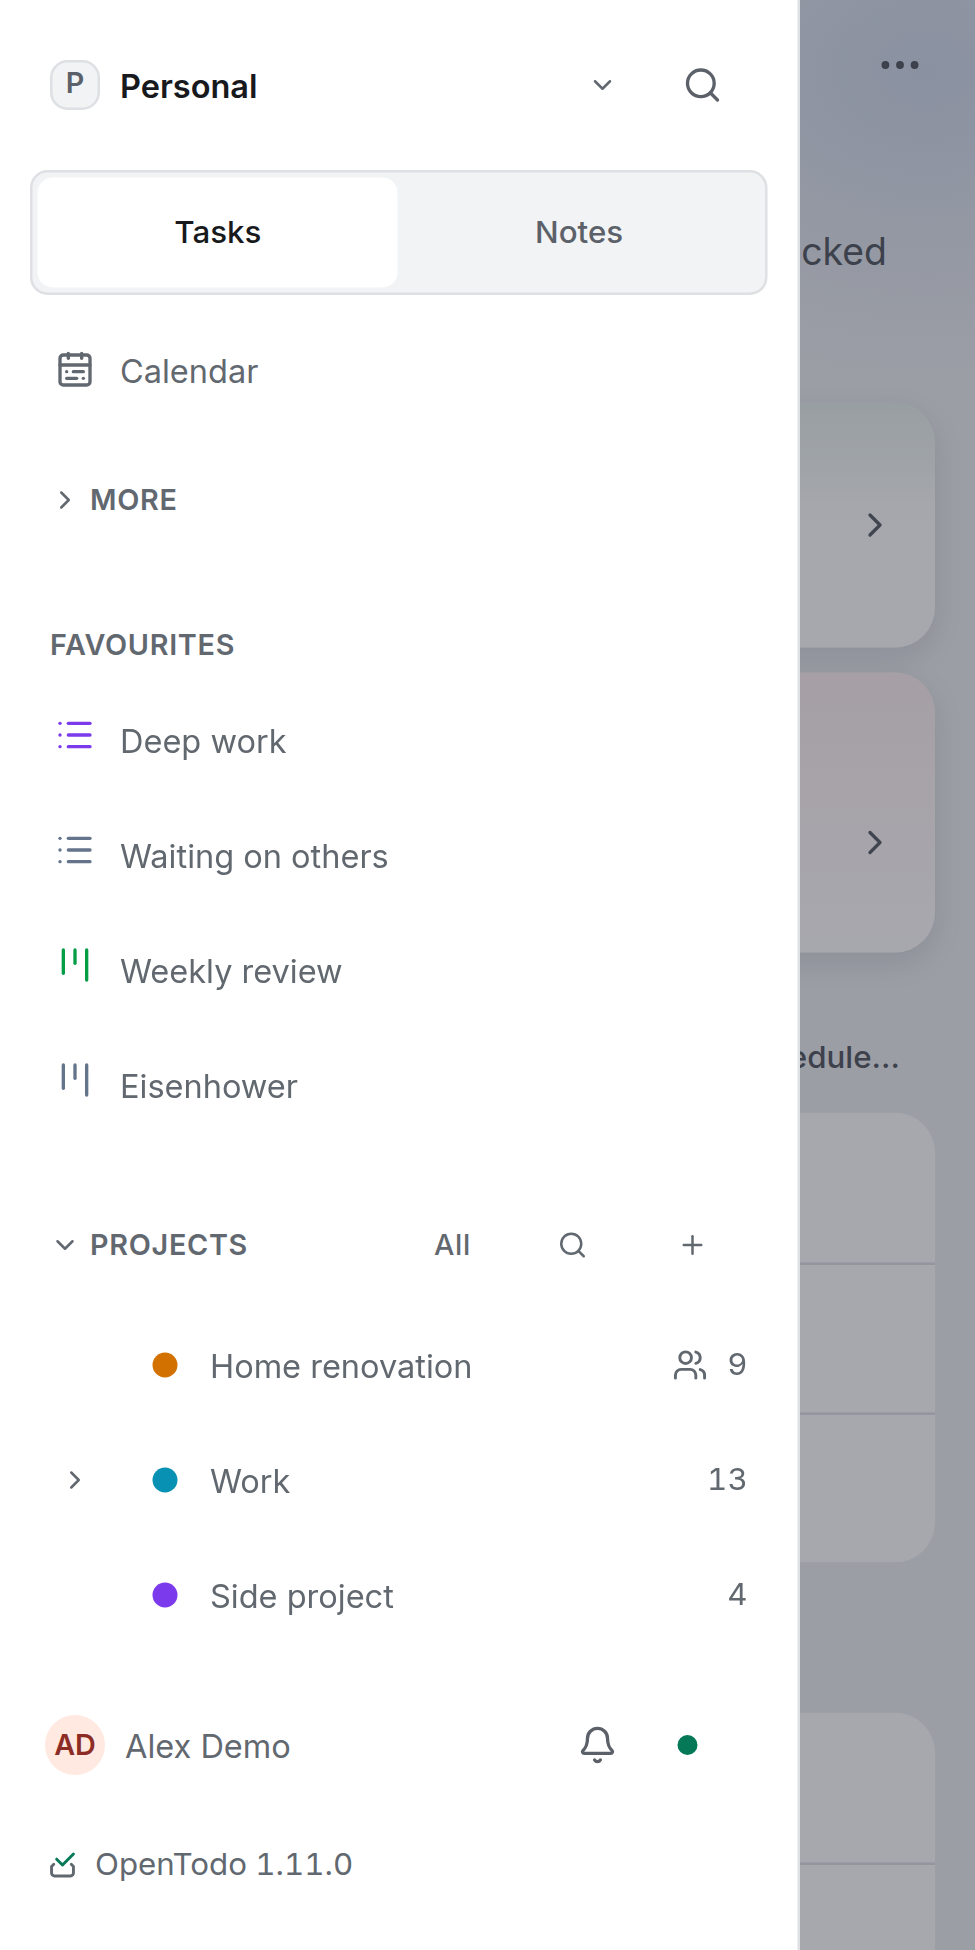 P Personal
Tasks Notes
cked
Calendar
MORE
FAVOURITES
Deep work
Waiting on others
Weekly review
edule...
Eisenhower
PROJECTS All
Home renovation 9
Work 13
Side project 4
AD Alex Demo
OpenTodo 1.11.0